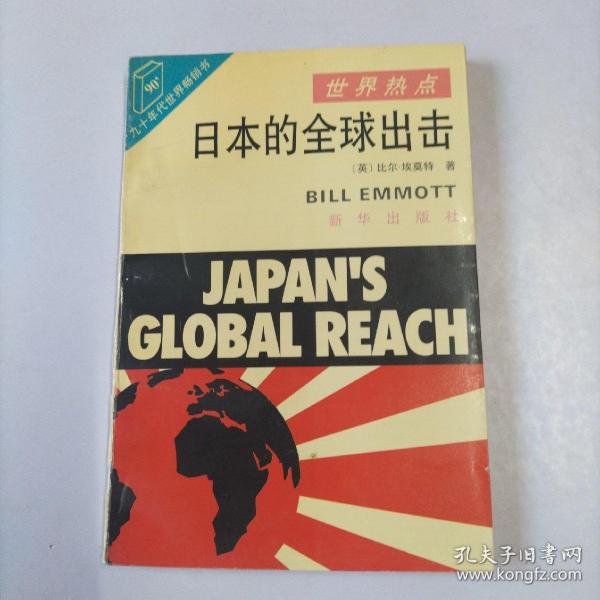 90'
九十年代世界畅销书
世界热点
日本的全球出击
〔英〕比尔·埃莫特 著
BILL EMMOTT
新华出版社
JAPAN'S
GLOBAL REACH
孔夫子旧书网
www.kongfz.com